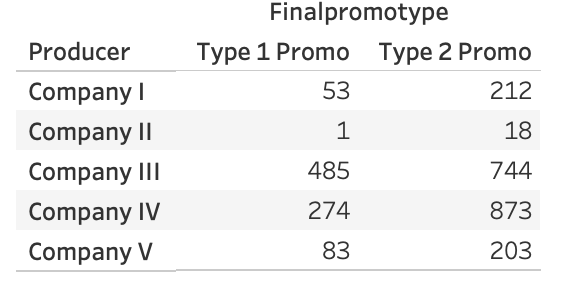 Finalpromotype
Producer Type 1 Promo Type 2 Promo
Company I 53 212
Company II 1 18
Company III 485 744
Company IV 274 873
Company V 83 203